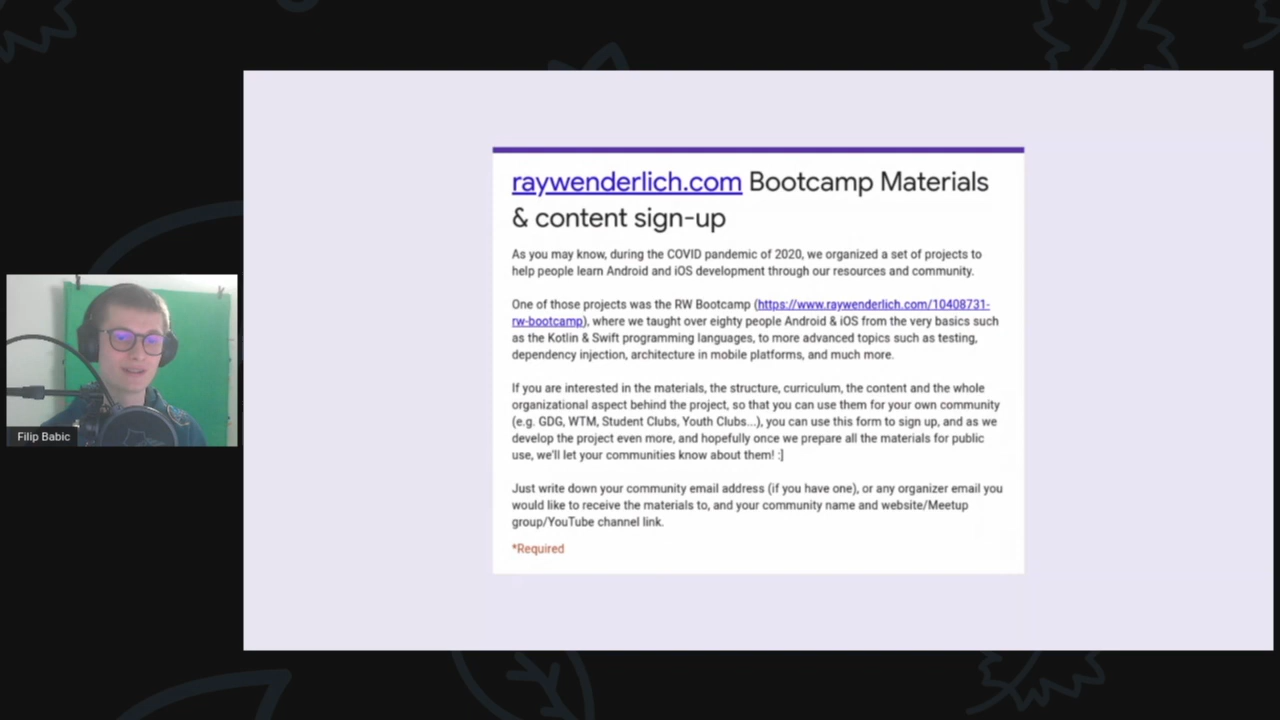 raywenderlich.com Bootcamp Materials
& content sign-up
As you may know, during the COVID pandemic of 2020, we organized a set of projects to
help people learn Android and iOS development through our resources and community.
One of those projects was the RW Bootcamp (https://www.raywenderlich.com/10408731-
rw-bootcamp), where we taught over eighty people Android & iOS from the very basics such
as the Kotlin & Swift programming languages, to more advanced topics such as testing,
dependency injection, architecture in mobile platforms, and much more.
If you are interested in the materials, the structure, curriculum, the content and the whole
organizational aspect behind the project, so that you can use them for your own community
(e.g. GDG, WTM, Student Clubs, Youth Clubs...), you can use this form to sign up, and as we
develop the project even more, and hopefully once we prepare all the materials for public
use, we'll let your communities know about them! :]
Just write down your community email address (if you have one), or any organizer email you
would like to receive the materials to, and your community name and website/Meetup
group/YouTube channel link.
*Required
Filip Babic